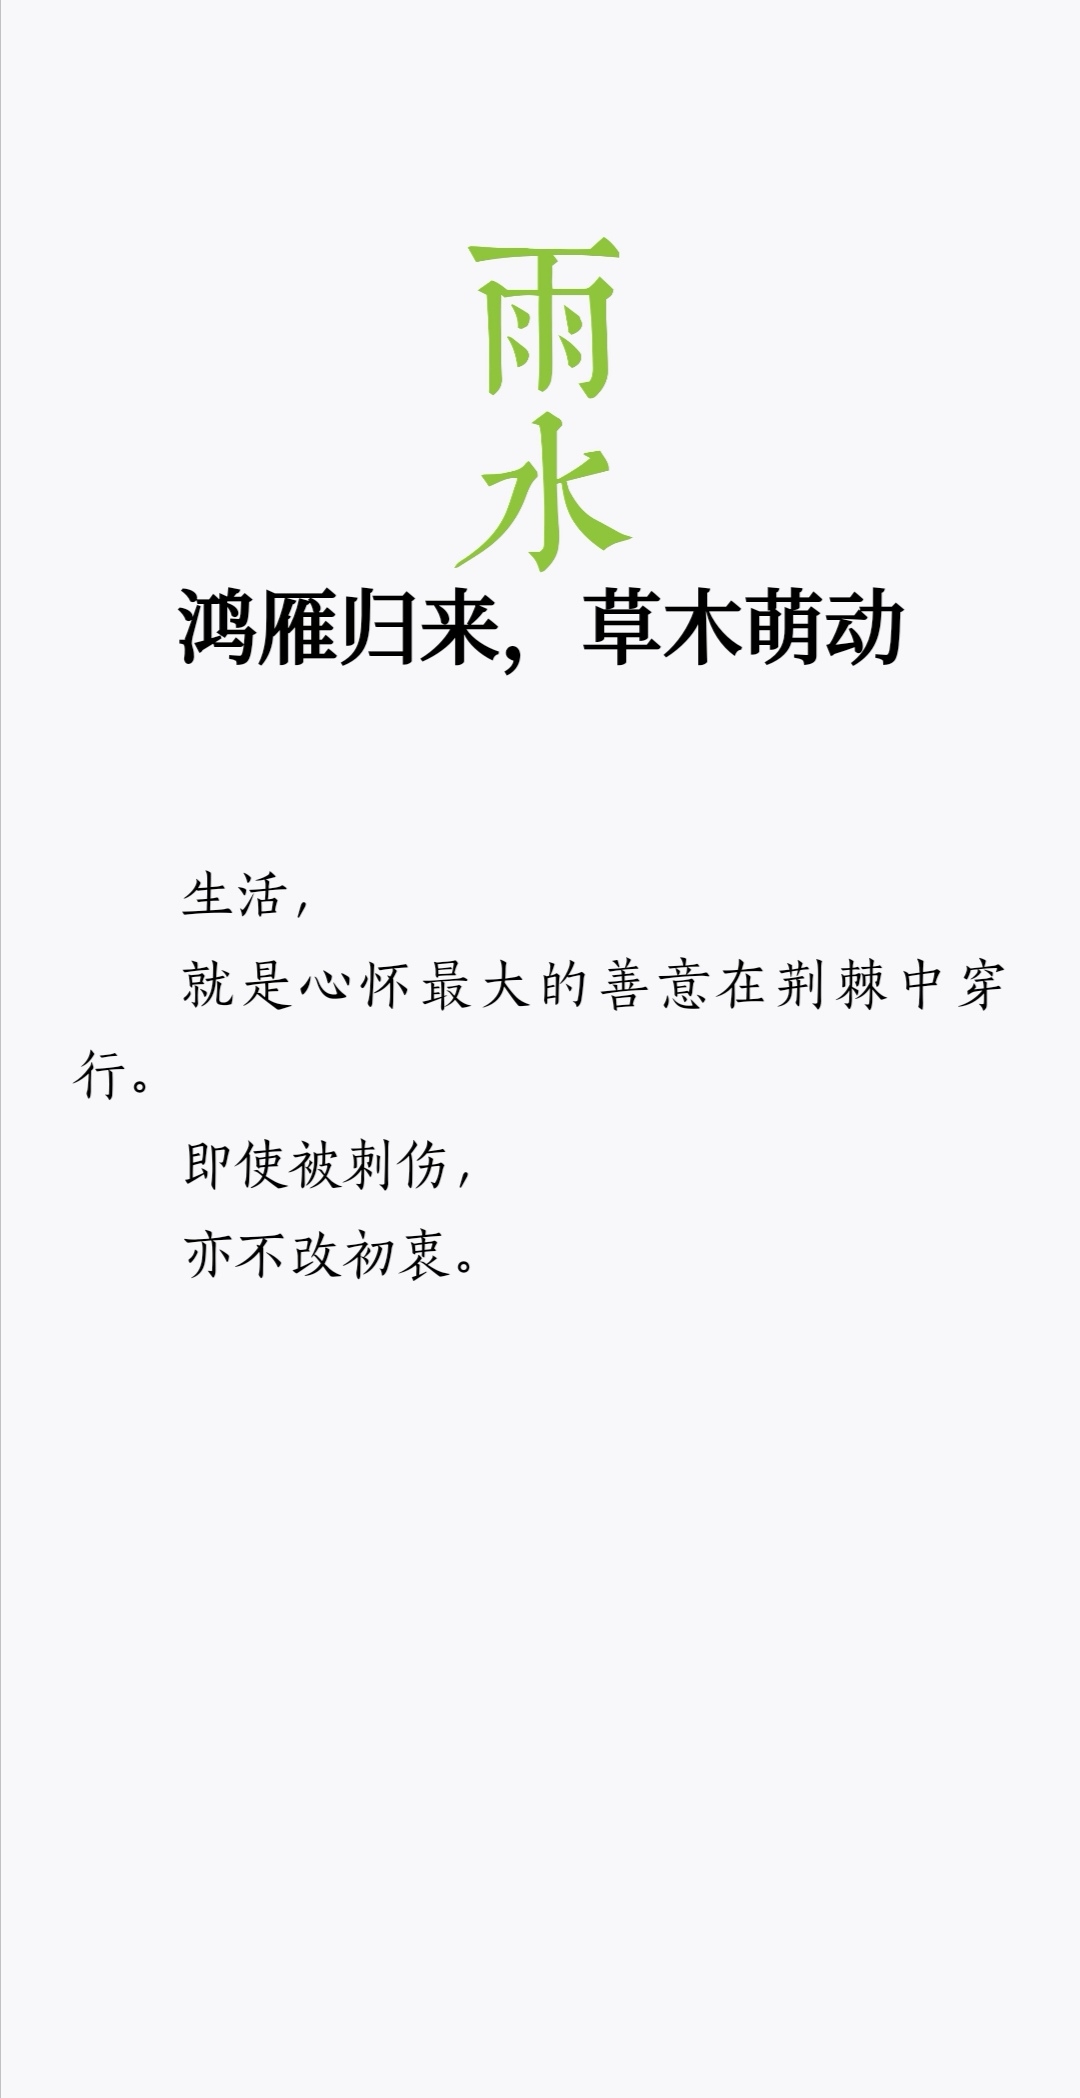 雨
水
鸿雁归来，草木萌动
生活，
就是心怀最大的善意在荆棘中穿
行。
即使被刺伤，
亦不改初衷。